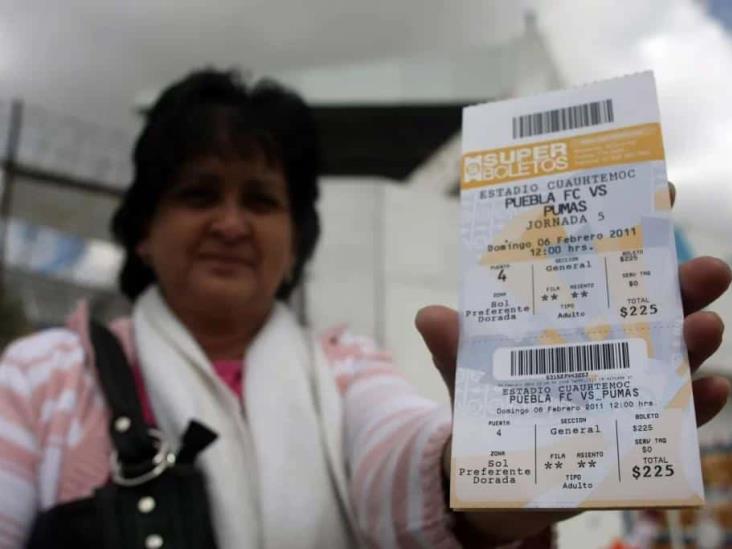 SUPER
BOLETOS
ESTADIO CUAUHTEMOC
PUEBLA FC VS
PUMAS
JORNADA 5
Domingo 06 Febrero 2011
12:00 hrs.
PUERTA SECCION BOLETO
4 General $225
ZONA FILA ASIENTO SERV TAQ
Sol ** ** $0
Preferente TIPO TOTAL
Dorada Adulto $225
ESTADIO CUAUHTEMOC
PUEBLA FC VS PUMAS
Domingo 06 Febrero 2011 12:00 hrs.
PUERTA SECCION BOLETO
4 General $225
ZONA FILA ASIENTO SERV TAQ
Sol ** ** $0
Preferente TIPO TOTAL
Dorada Adulto $225